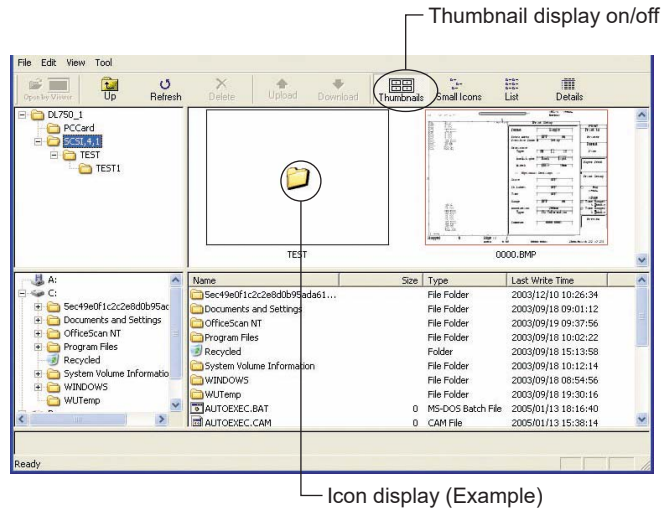 Thumbnail display on/off
File Edit View Tool
Open by Viewer Up Refresh Delete Upload Download Thumbnails Small Icons List Details
DL750_1
PCCard
SCSI,4,1
TEST
TEST1
TEST
0000.BMP
A:
C:
5ec49e0f1c2c2e8d0b95ac
Documents and Settings
OfficeScan NT
Program Files
Recycled
System Volume Informatio
WINDOWS
WUTemp
Name Size Type Last Write Time
5ec49e0f1c2c2e8d0b95ada61... File Folder 2003/12/10 10:26:34
Documents and Settings File Folder 2003/09/18 09:01:12
OfficeScan NT File Folder 2003/09/19 09:37:56
Program Files File Folder 2003/09/18 10:02:22
Recycled Folder 2003/09/18 15:13:58
System Volume Information File Folder 2003/09/18 10:12:14
WINDOWS File Folder 2003/09/18 08:54:56
WUTemp File Folder 2003/09/18 19:30:16
AUTOEXEC.BAT 0 MS-DOS Batch File 2005/01/13 18:16:40
AUTOEXEC.CAM 0 CAM File 2005/01/13 15:38:14
Ready
Icon display (Example)